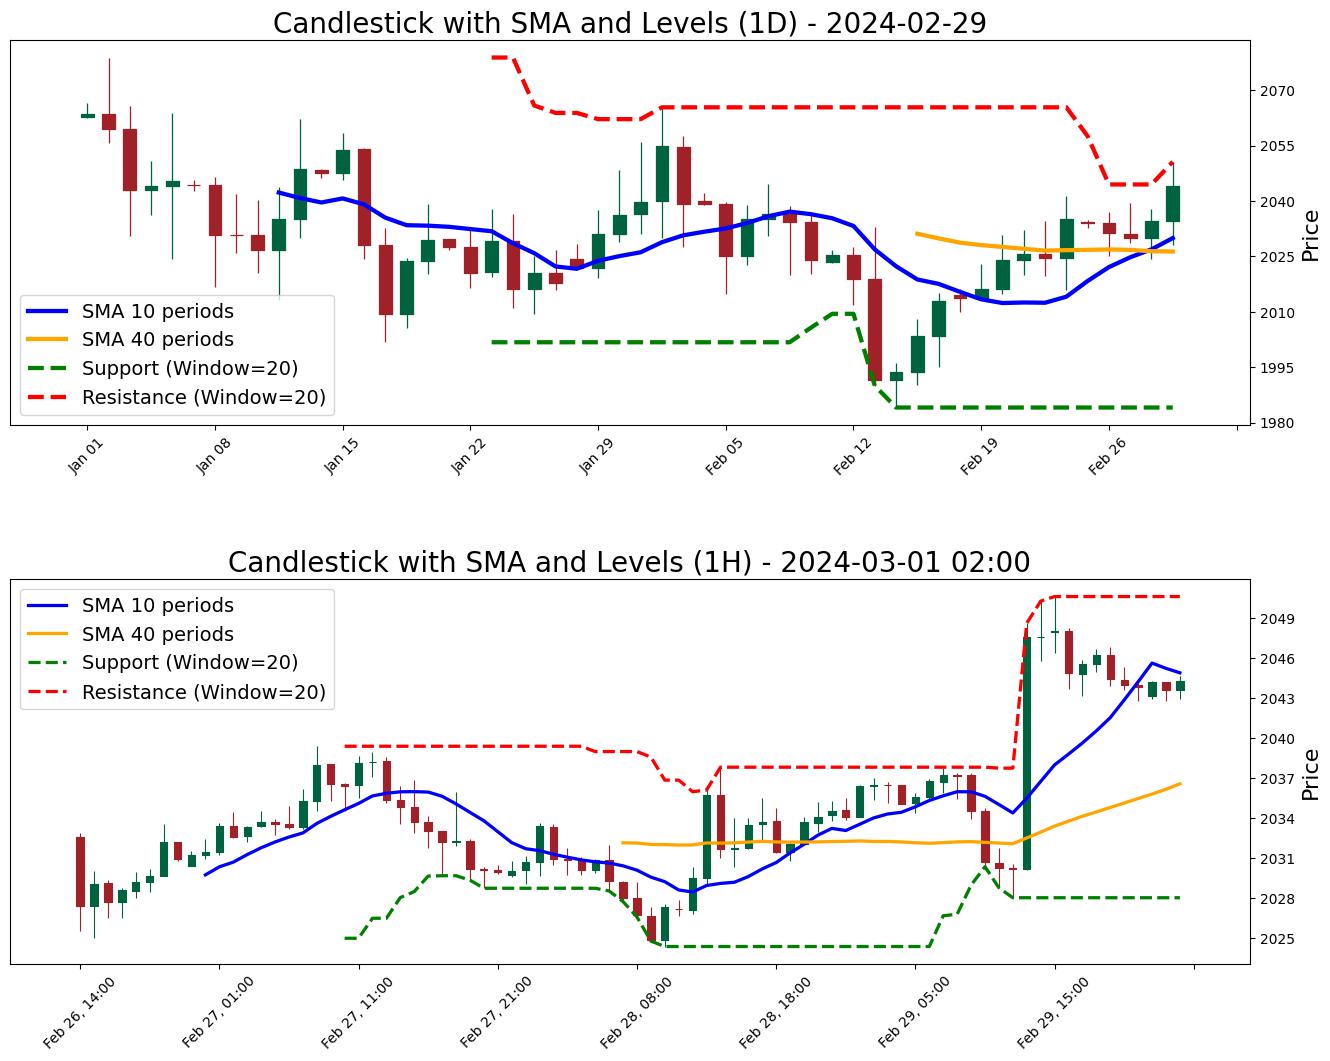 Candlestick with SMA and Levels (1D) - 2024-02-29
2070
2055
2040
2025
2010
1995
1980
Price
SMA 10 periods
SMA 40 periods
Support (Window=20)
Resistance (Window=20)
Jan 01
Jan 08
Jan 15
Jan 22
Jan 29
Feb 05
Feb 12
Feb 19
Feb 26
Candlestick with SMA and Levels (1H) - 2024-03-01 02:00
SMA 10 periods
SMA 40 periods
Support (Window=20)
Resistance (Window=20)
2049
2046
2043
2040
2037
2034
2031
2028
2025
Price
Feb 26, 14:00
Feb 27, 01:00
Feb 27, 11:00
Feb 27, 21:00
Feb 28, 08:00
Feb 28, 18:00
Feb 29, 05:00
Feb 29, 15:00